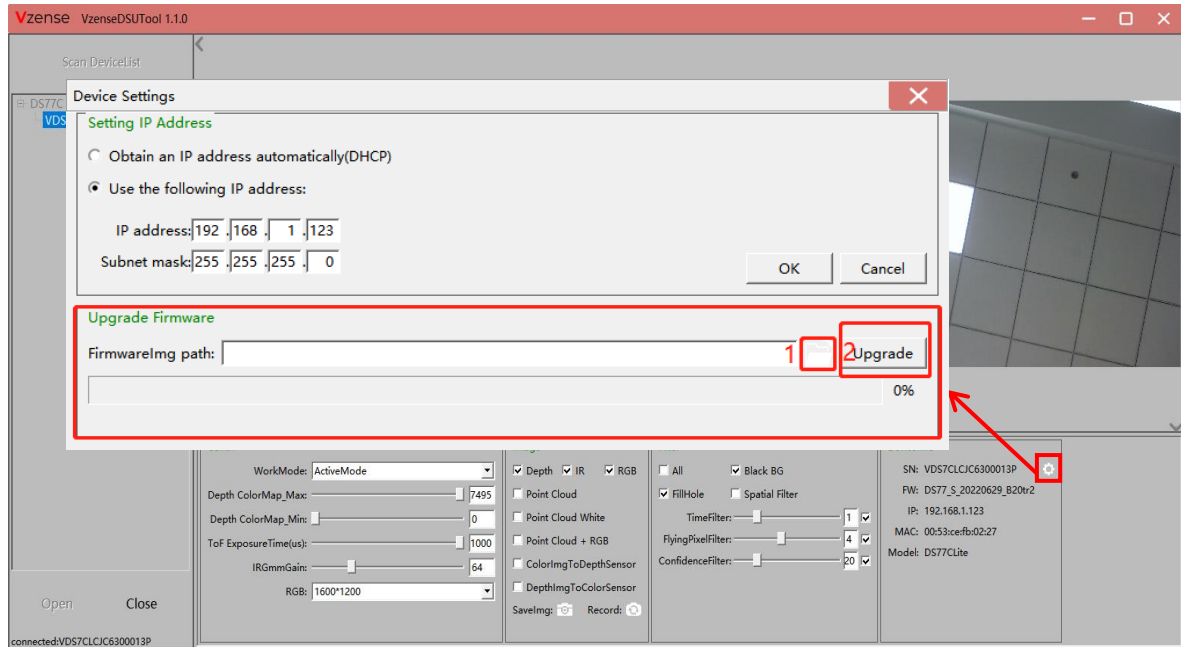 Vzense VzenseDSUTool 1.1.0
Scan DeviceList
DS77C
VDS
Device Settings
Setting IP Address
Obtain an IP address automatically(DHCP)
Use the following IP address:
IP address: 192 . 168 . 1 . 123
Subnet mask: 255 . 255 . 255 . 0
OK Cancel
Upgrade Firmware
FirmwareImg path: 1 2 Upgrade
0%
WorkMode: ActiveMode
Depth ColorMap_Max: 7495
Depth ColorMap_Min: 0
ToF ExposureTime(us): 1000
IRGmmGain: 64
RGB: 1600*1200
Depth IR RGB
Point Cloud
Point Cloud White
Point Cloud + RGB
ColorImgToDepthSensor
DepthImgToColorSensor
SaveImg: Record:
All Black BG
FillHole Spatial Filter
TimeFilter: 1
FlyingPixelFilter: 4
ConfidenceFilter: 20
SN: VDS7CLCJC6300013P
FW: DS77_S_20220629_B20tr2
IP: 192.168.1.123
MAC: 00:53:ce:fb:02:27
Model: DS77CLite
Open Close
connected:VDS7CLCJC6300013P